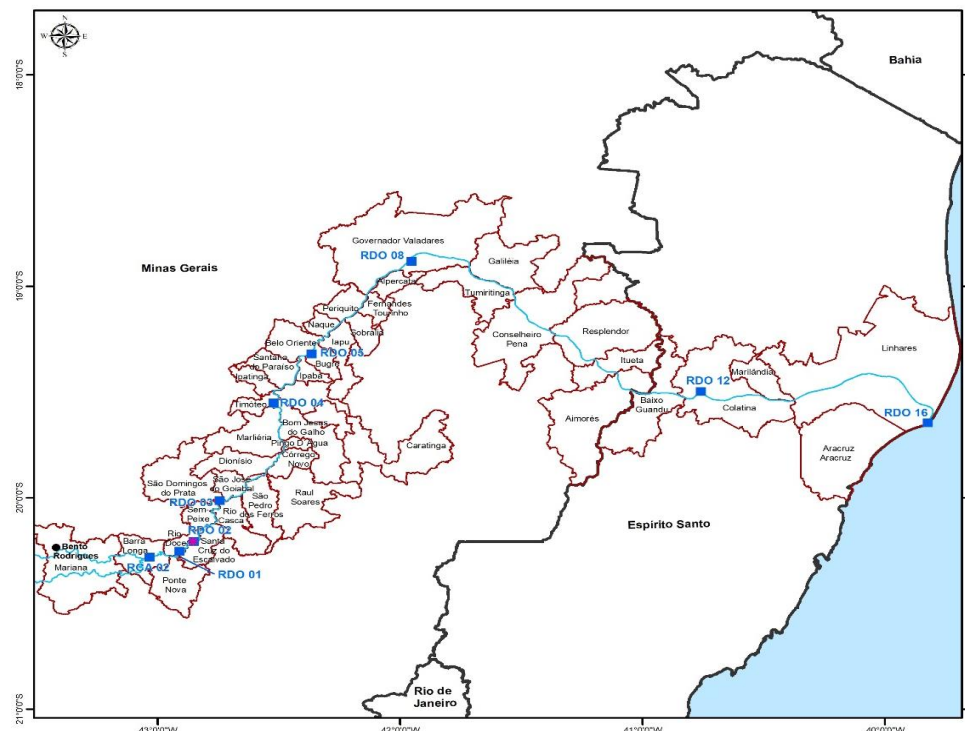 N
W
E
S
18°0'0"S
19°0'0"S
20°0'0"S
21°0'0"S
Bahia
Minas Gerais
Governador Valadares
RDO 08
Galiléia
Alpercata
Tumiritinga
Periquito
Fernandes
Tourinho
Naque
Sobrália
Resplendor
Conselheiro
Pena
Belo Oriente
Iapu
Linhares
RDO 05
Bugre
Itueta
Santana
do Paraíso
Ipatinga
Ipaba
Marilândia
RDO 12
Timóteo
RDO 04
Baixo
Guandu
Colatina
RDO 16
Aimorés
Bom Jesus
do Galho
Marliéria
Pingo D'Água
Caratinga
Córrego
Novo
Aracruz
Aracruz
Dionísio
São Domingos
do Prata
São José
do Goiabal
São
Pedro
dos Ferros
Raul
Soares
RDO 03
Sem
Peixe
Rio
Casca
Espírito Santo
RDO 02
Rio
Doce
Santa
Cruz do
Escalvado
Barra
Longa
Bento
Rodrigues
Mariana
RCA 02
RDO 01
Ponte
Nova
Rio de
Janeiro
43°0'0"W
42°0'0"W
41°0'0"W
40°0'0"W